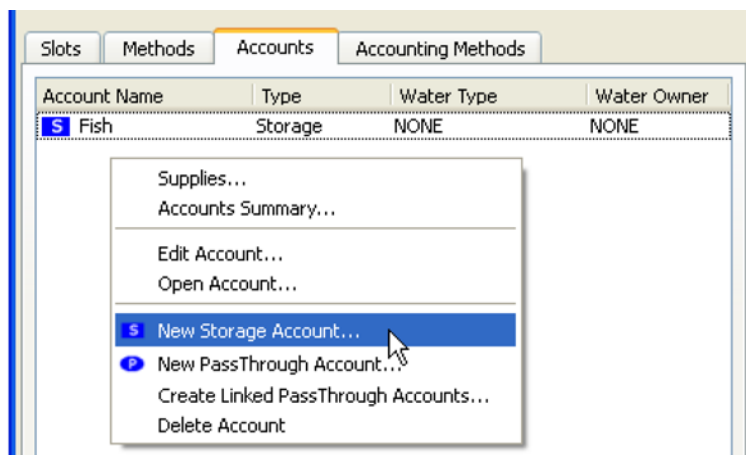 Slots Methods Accounts Accounting Methods
Account Name Type Water Type Water Owner
S Fish Storage NONE NONE
Supplies...
Accounts Summary...
Edit Account...
Open Account...
S New Storage Account...
P New PassThrough Account...
Create Linked PassThrough Accounts...
Delete Account